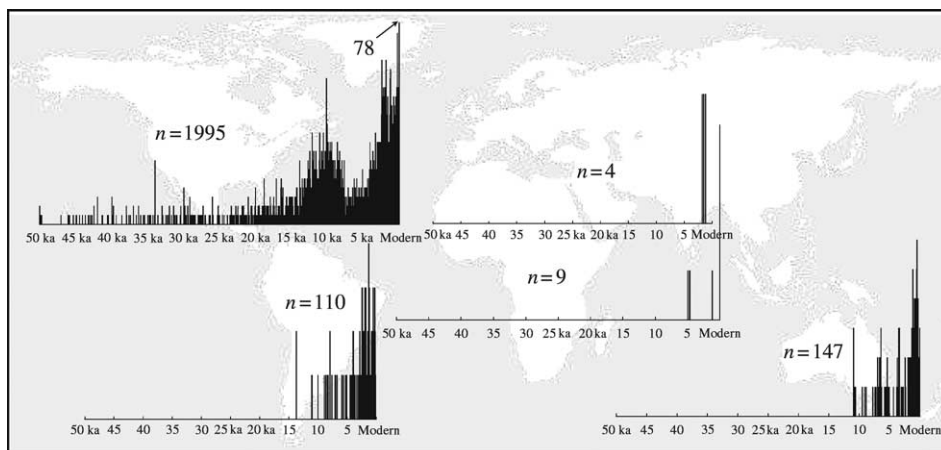 78
n=1995
50 ka 45 ka 40 ka 35 ka 30 ka 25 ka 20 ka 15 ka 10 ka 5 ka Modern
n=4
50 ka 45 40 35 30 25 ka 20 ka 15 10 5 Modern
n=9
50 ka 45 40 35 30 25 ka 20 ka 15 10 5 Modern
n=110
50 ka 45 40 35 30 25 ka 20 ka 15 10 5 Modern
n=147
50 ka 45 40 35 30 25 ka 20 ka 15 10 5 Modern